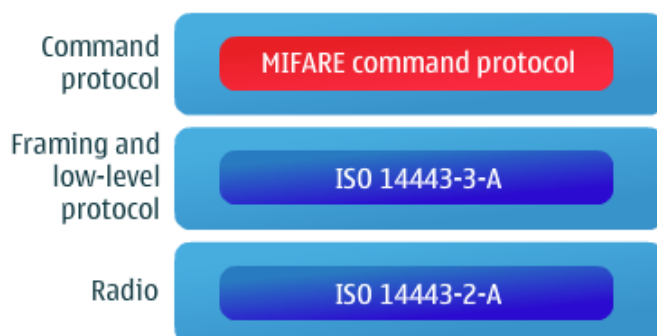 Command
protocol
MIFARE command protocol
Framing and
low-level
protocol
ISO 14443-3-A
Radio
ISO 14443-2-A